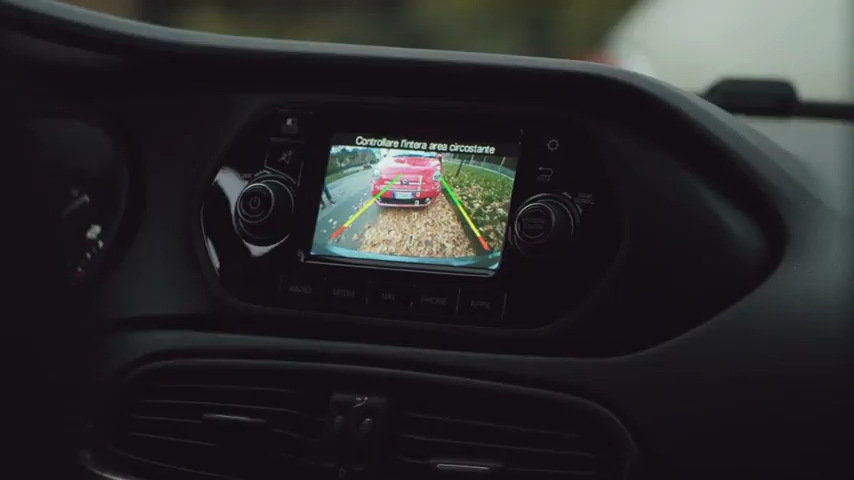 Controllare l'intera area circostante
RADIO MEDIA NAV PHONE APPS